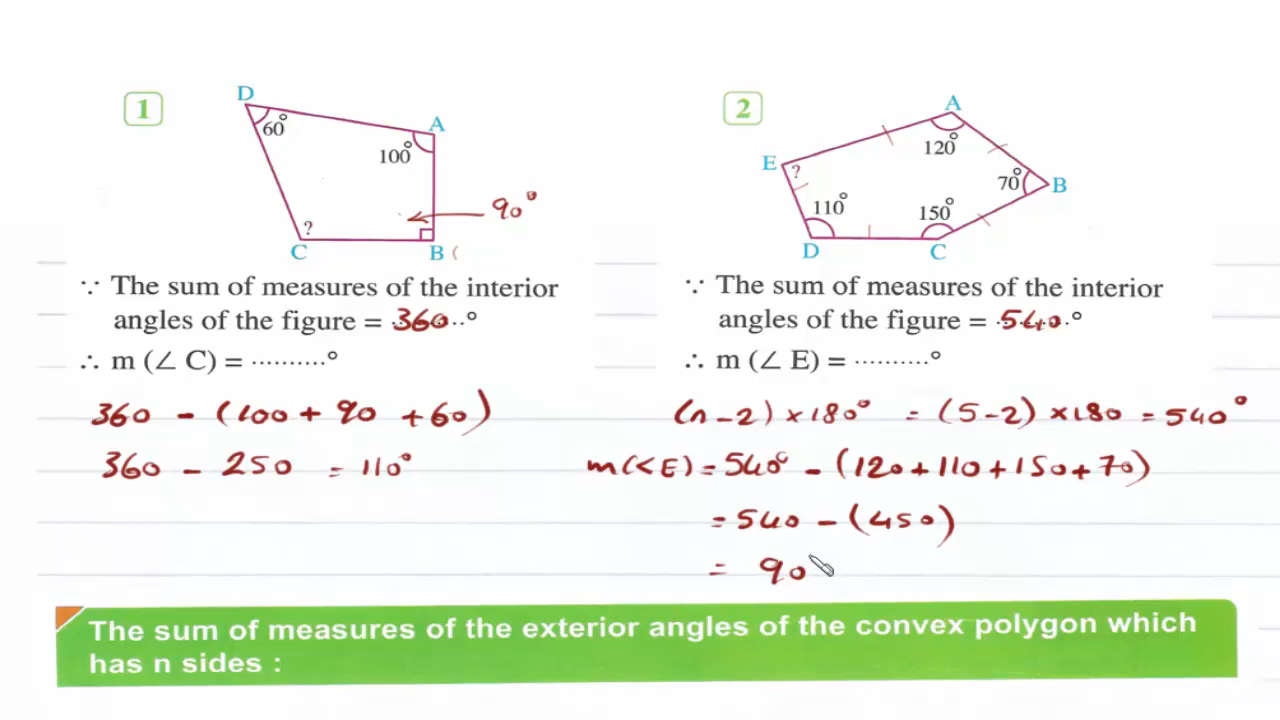 1
D
60°
A
100°
90°
?
C
B (
∵ The sum of measures of the interior
angles of the figure = 360..°
∴ m (∠ C) = ..........°
360 - (100 + 90 + 60)
360 - 250 = 110°
2
A
120°
E
?
70°
B
110°
150°
D
C
∵ The sum of measures of the interior
angles of the figure = 540.°
∴ m (∠ E) = ..........°
(n - 2) × 180° = (5 - 2) × 180 = 540°
m(<E) = 540° - (120 + 110 + 150 + 70)
= 540 - (450)
= 90
The sum of measures of the exterior angles of the convex polygon which
has n sides :